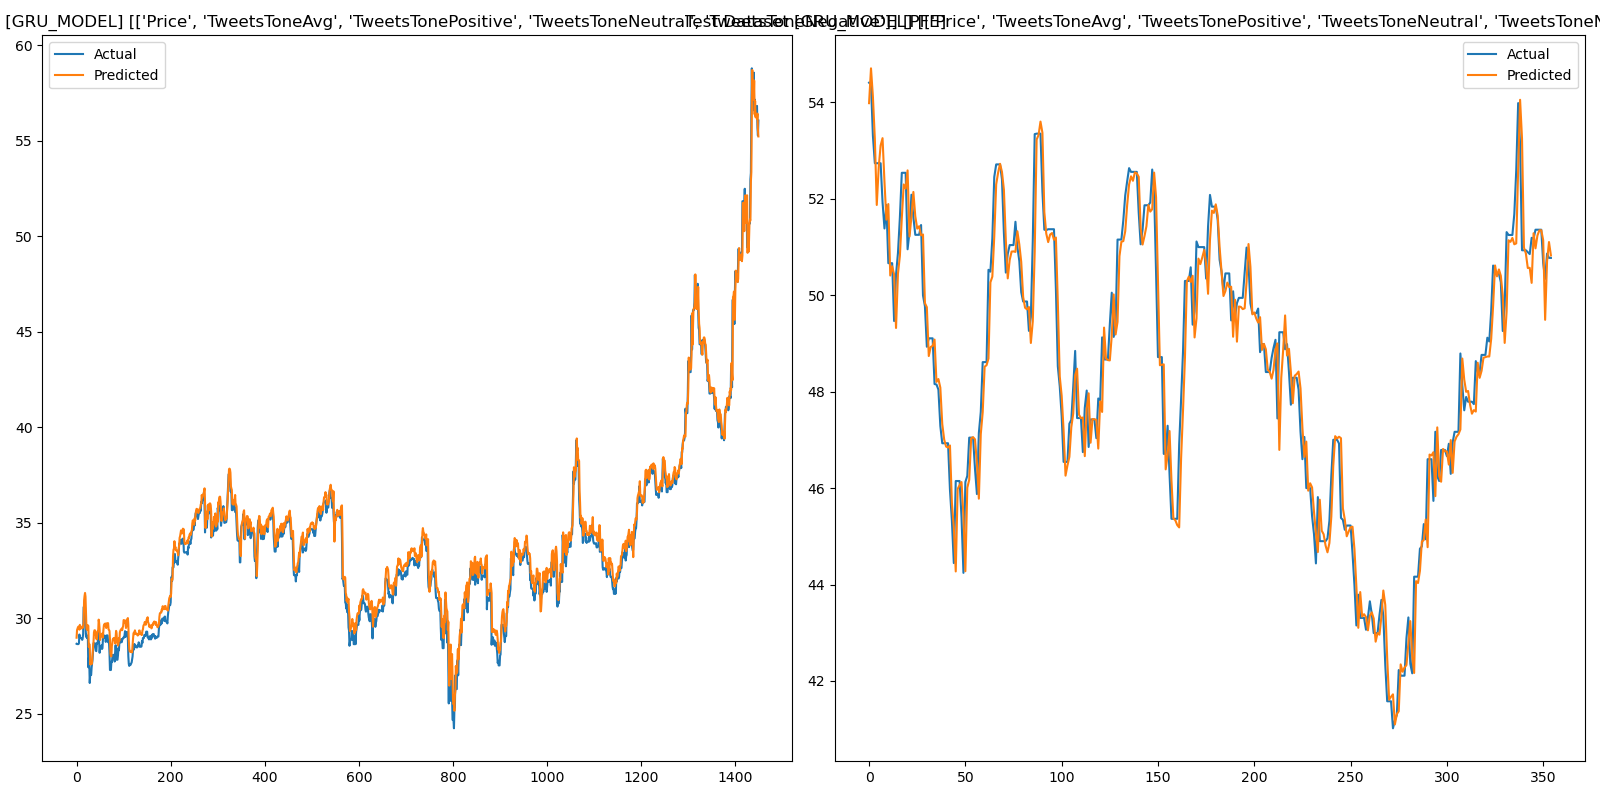 [GRU_MODEL] [['Price', 'TweetsToneAvg', 'TweetsTonePositive', 'TweetsToneNeutral',
[GRU_MODEL] [['Price', 'TweetsToneAvg', 'TweetsTonePositive', 'TweetsToneNeutral', 'TweetsToneN
Actual
Predicted
Actual
Predicted
60
55
50
45
40
35
30
25
0 200 400 600 800 1000 1200 1400
54
52
50
48
46
44
42
0 50 100 150 200 250 300 350